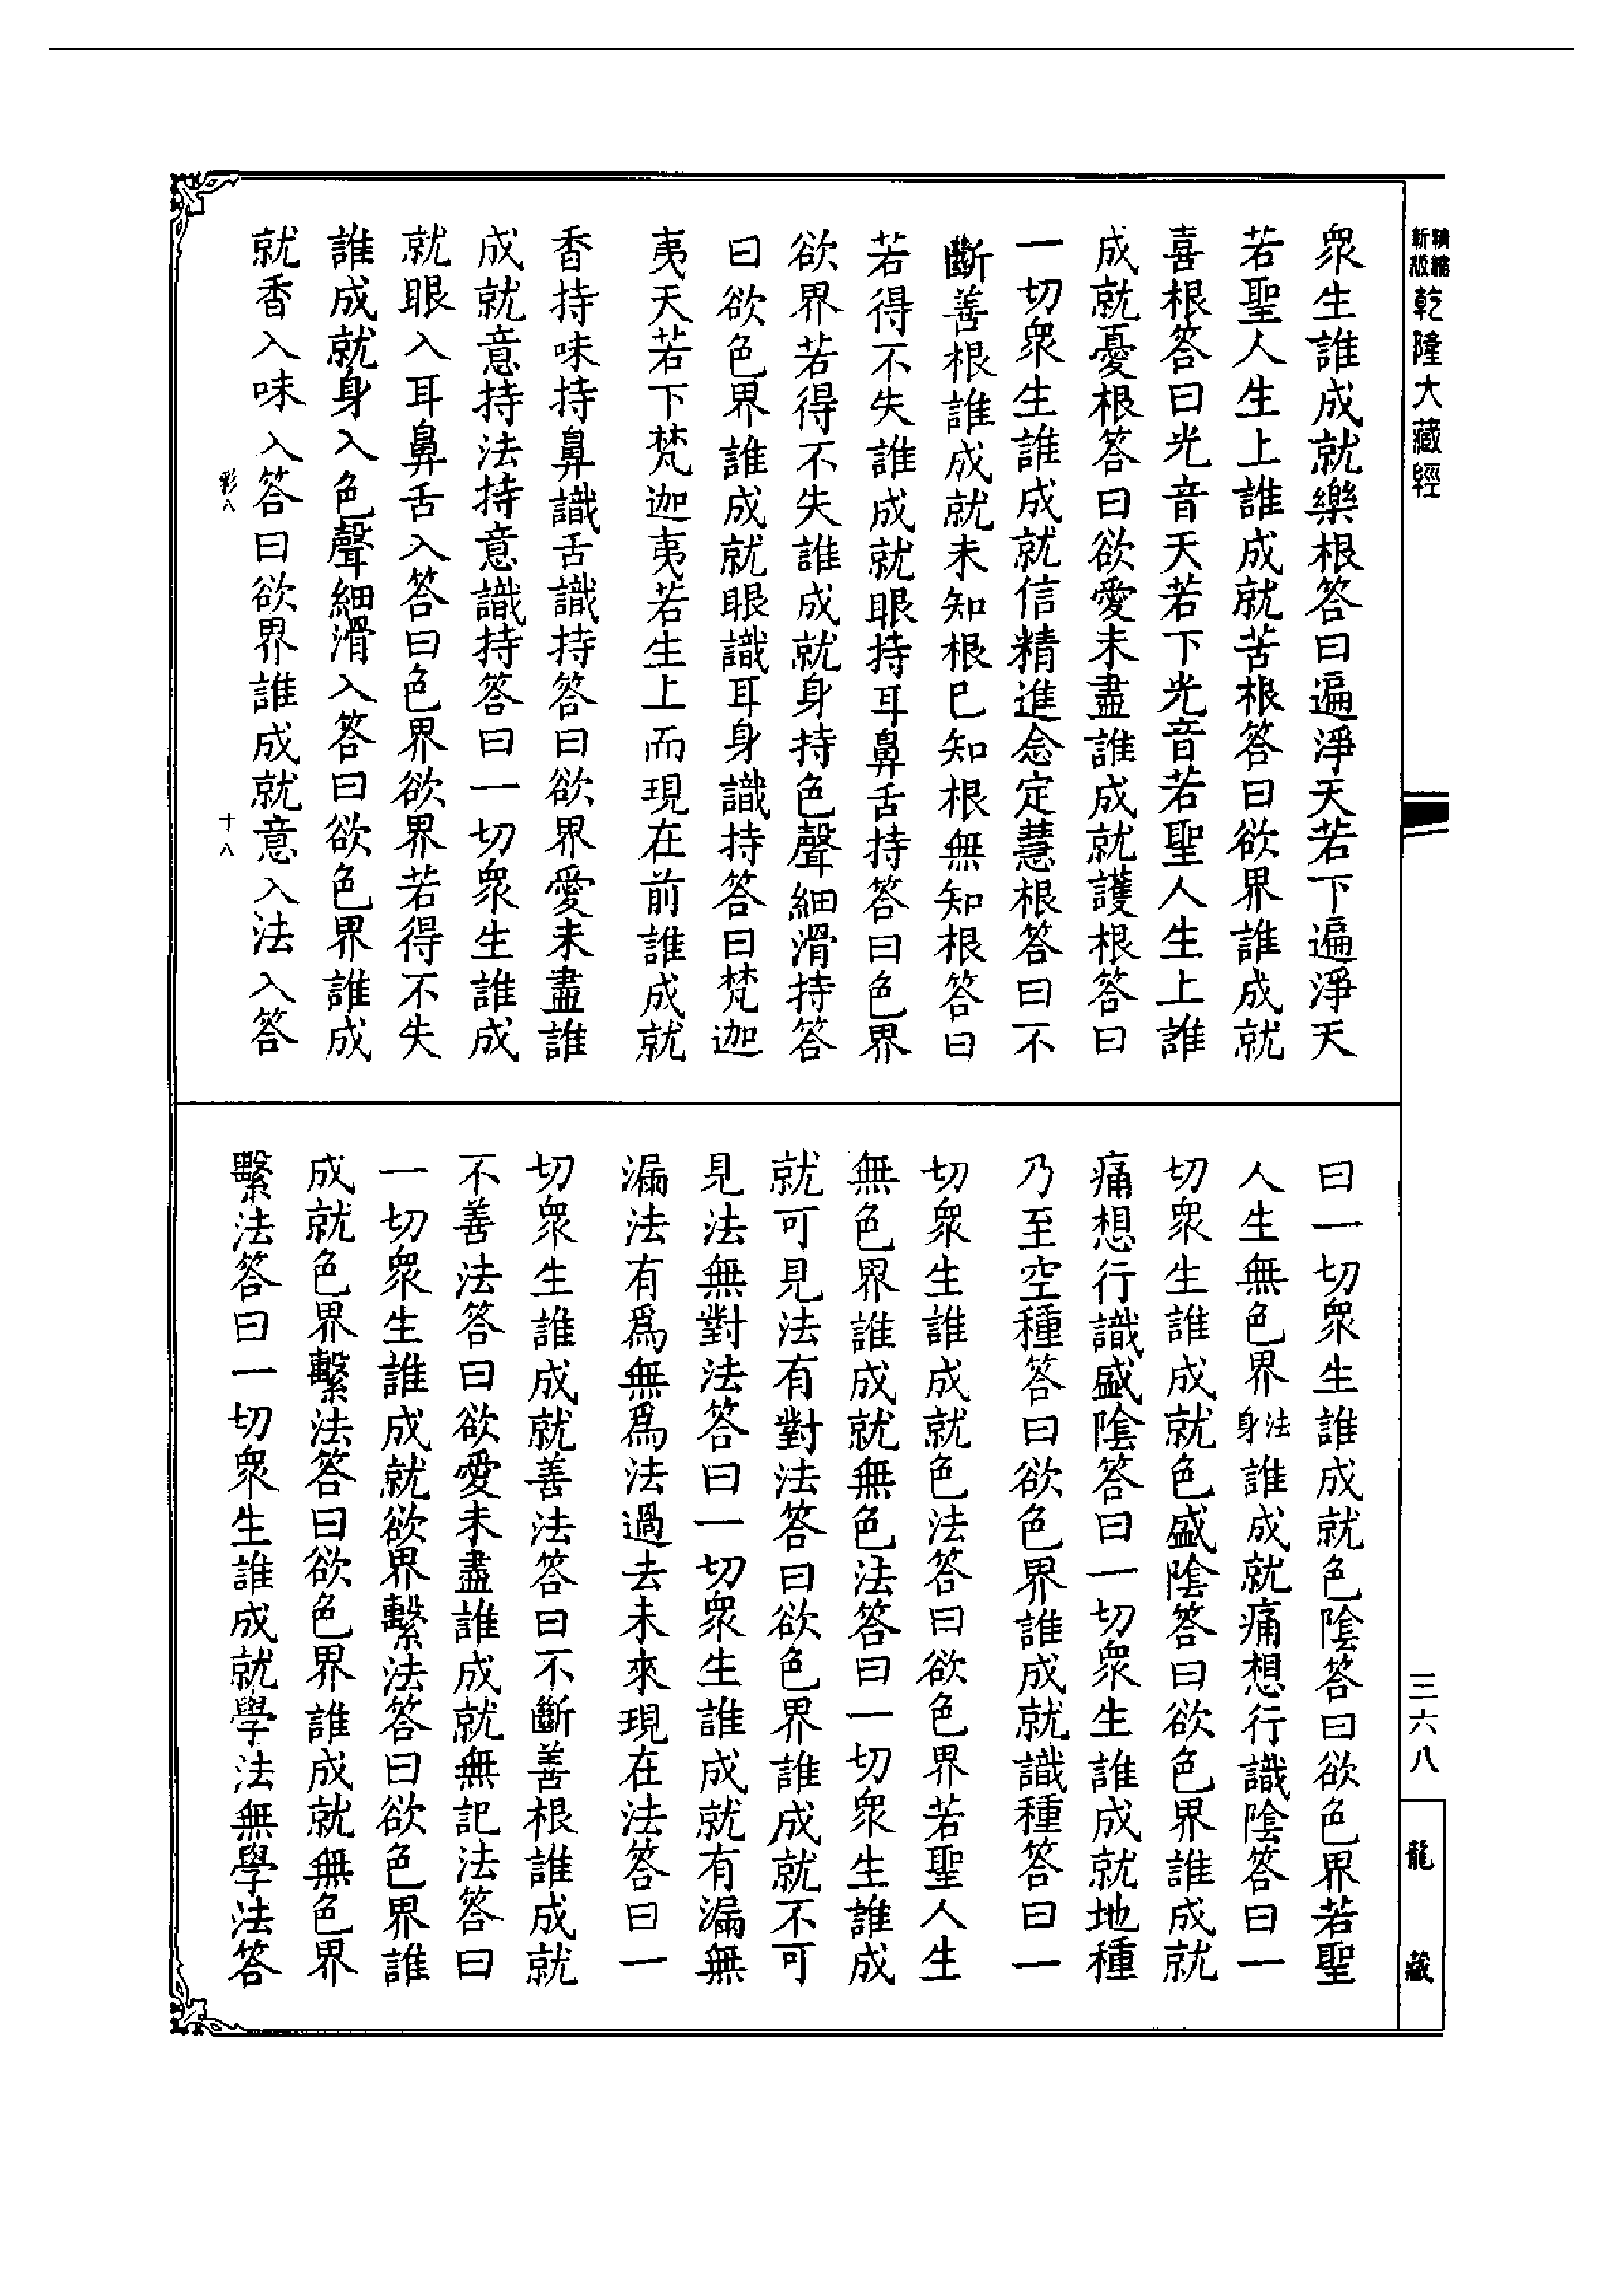 新縮精版乾隆大藏經
衆生誰成就樂根答曰遍淨天若下遍淨天
若聖人生上誰成就苦根答曰欲界誰成就
喜根答曰光音天若下光音若聖人生上誰
成就憂根答曰欲愛未盡誰成就護根答曰
一切衆生誰成就信精進念定慧根答曰不
斷善根誰成就未知根已知根無知根答曰
若得不失誰成就眼持耳鼻舌持答曰色界
欲界若得不失誰成就身持色聲細滑持答
曰欲色界誰成就眼識耳身識持答曰梵迦
夷天若下梵迦夷若生上而現在前誰成就
香持味持鼻識舌識持答曰欲界愛未盡誰
成就意持法持意識持答曰一切衆生誰成
就眼入耳鼻舌入答曰色界欲界若得不失
誰成就身入色聲細滑入答曰欲色界誰成
就香入味入答曰欲界誰成就意入法入答
彩八
十八
曰一切衆生誰成就色陰答曰欲色界若聖
人生無色界法身誰成就痛想行識陰答曰一
切衆生誰成就色盛陰答曰欲色界誰成就
痛想行識盛陰答曰一切衆生誰成就地種
乃至空種答曰欲色界誰成就識種答曰一
切衆生誰成就色法答曰欲色界若聖人生
無色界誰成就無色法答曰一切衆生誰成
就可見法有對法答曰欲色界誰成就不可
見法無對法答曰一切衆生誰成就有漏無
漏法有爲無爲法過去未來現在法答曰一
切衆生誰成就善法答曰不斷善根誰成就
不善法答曰欲愛未盡誰成就無記法答曰
一切衆生誰成就欲界繫法答曰欲色界誰
成就色界繫法答曰欲色界誰成就無色界
繫法答曰一切衆生誰成就學法無學法答
三六八
龍藏